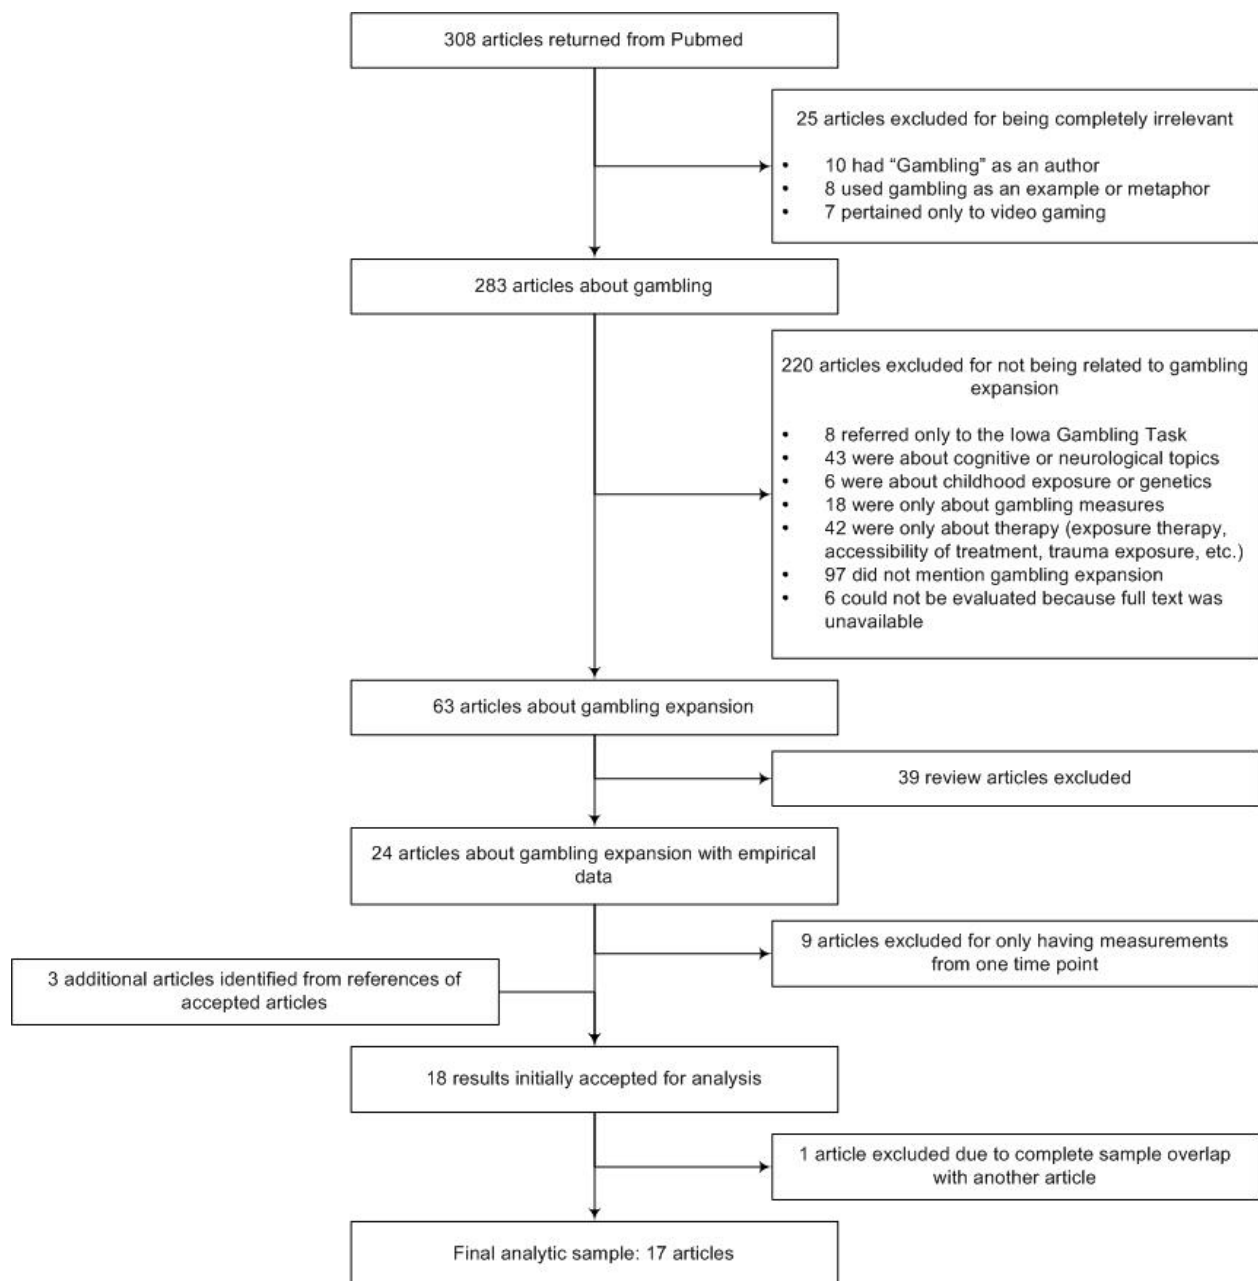 308 articles returned from Pubmed
25 articles excluded for being completely irrelevant
• 10 had “Gambling” as an author
• 8 used gambling as an example or metaphor
• 7 pertained only to video gaming
283 articles about gambling
220 articles excluded for not being related to gambling
expansion
• 8 referred only to the Iowa Gambling Task
• 43 were about cognitive or neurological topics
• 6 were about childhood exposure or genetics
• 18 were only about gambling measures
• 42 were only about therapy (exposure therapy,
accessibility of treatment, trauma exposure, etc.)
• 97 did not mention gambling expansion
• 6 could not be evaluated because full text was
unavailable
63 articles about gambling expansion
39 review articles excluded
24 articles about gambling expansion with empirical
data
9 articles excluded for only having measurements
from one time point
3 additional articles identified from references of
accepted articles
18 results initially accepted for analysis
1 article excluded due to complete sample overlap
with another article
Final analytic sample: 17 articles